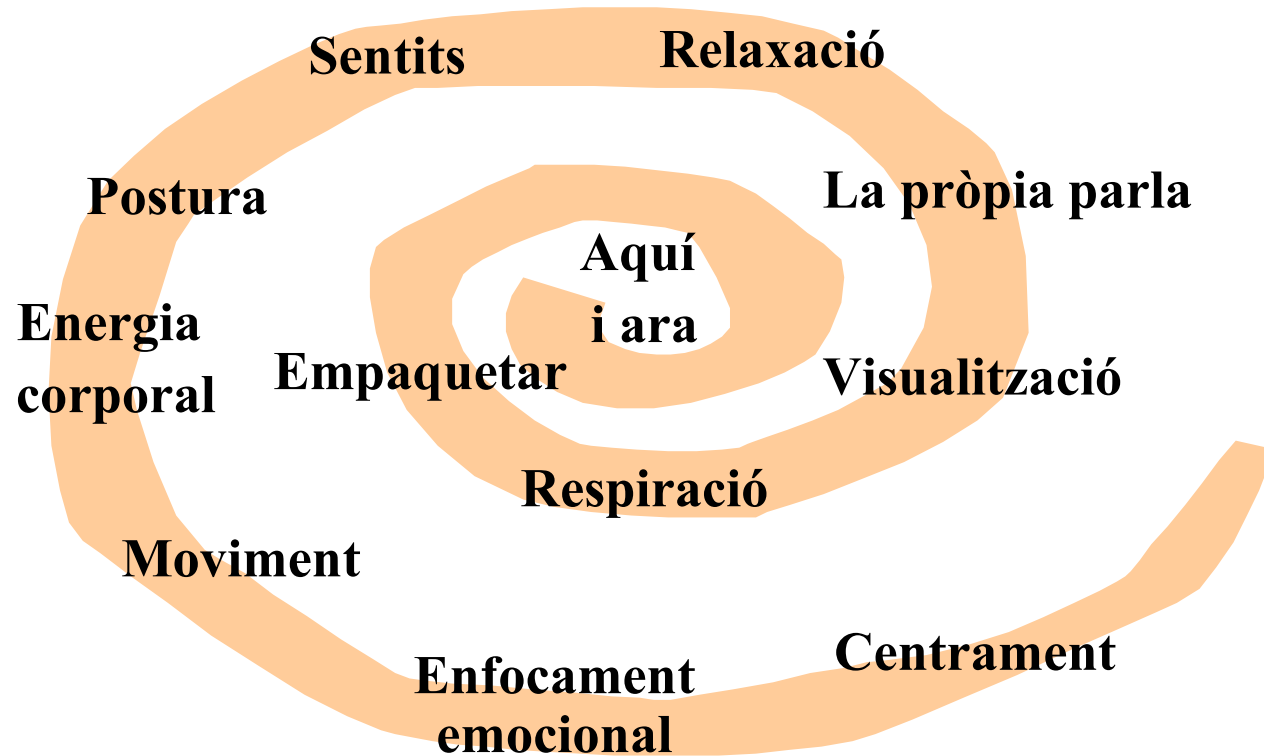 Sentits
Relaxació
Postura
La pròpia parla
Aquí
i ara
Energia
corporal
Empaquetar
Visualització
Respiració
Moviment
Enfocament
emocional
Centrament